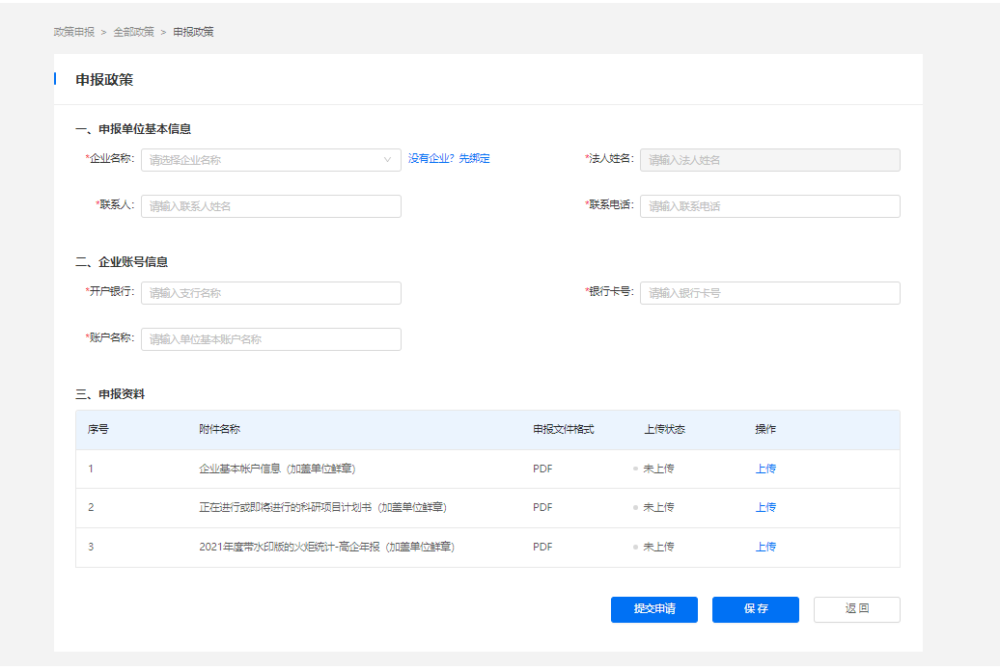 政策申报 > 全部政策 > 申报政策
申报政策
一、申报单位基本信息
*企业名称: 请选择企业名称 没有企业? 先绑定 *法人姓名: 请输入法人姓名
*联系人: 请输入联系人姓名 *联系电话: 请输入联系电话
二、企业账号信息
*开户银行: 请输入支行名称 *银行卡号: 请输入银行卡号
*账户名称: 请输入单位基本账户名称
三、申报资料
序号 附件名称 申报文件格式 上传状态 操作
1 企业基本帐户信息（加盖单位鲜章） PDF 未上传 上传
2 正在进行或即将进行的科研项目计划书（加盖单位鲜章） PDF 未上传 上传
3 2021年度带水印版的火炬统计-高企年报（加盖单位鲜章） PDF 未上传 上传
提交申请 保存 返回